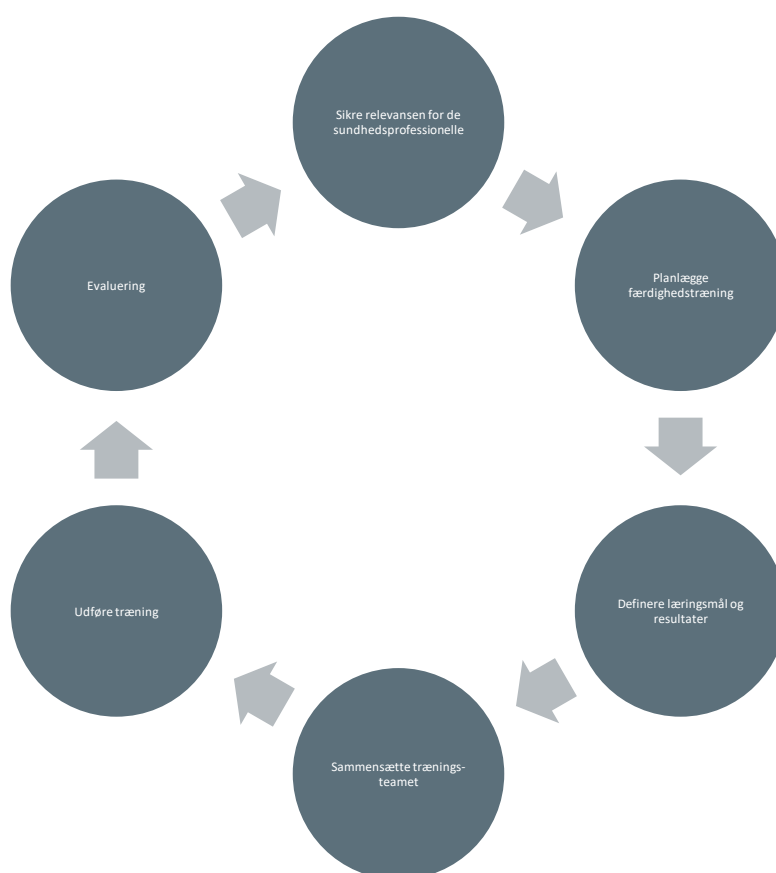 Sikre relevansen for de
sundhedsprofessionelle
Planlægge
færdighedstræning
Definere læringsmål og
resultater
Sammensætte trænings-
teamet
Udføre træning
Evaluering